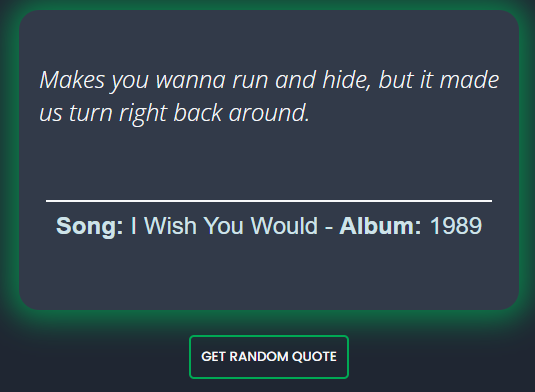 Makes you wanna run and hide, but it made
us turn right back around.
Song: I Wish You Would - Album: 1989
GET RANDOM QUOTE